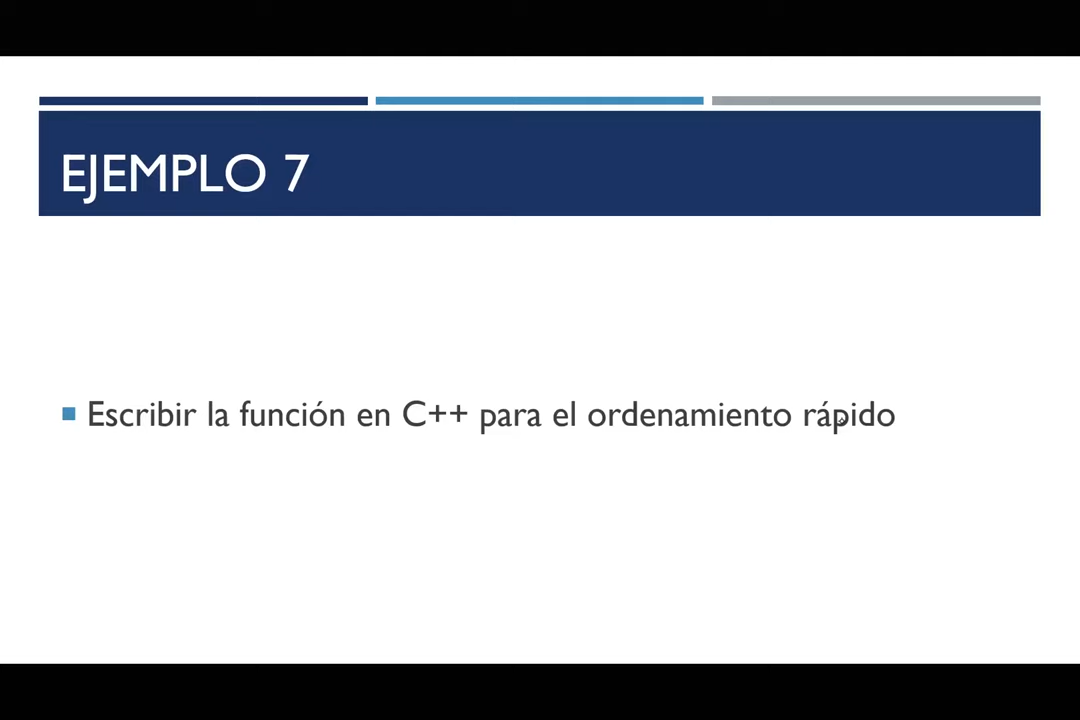 EJEMPLO 7
Escribir la función en C++ para el ordenamiento rápido